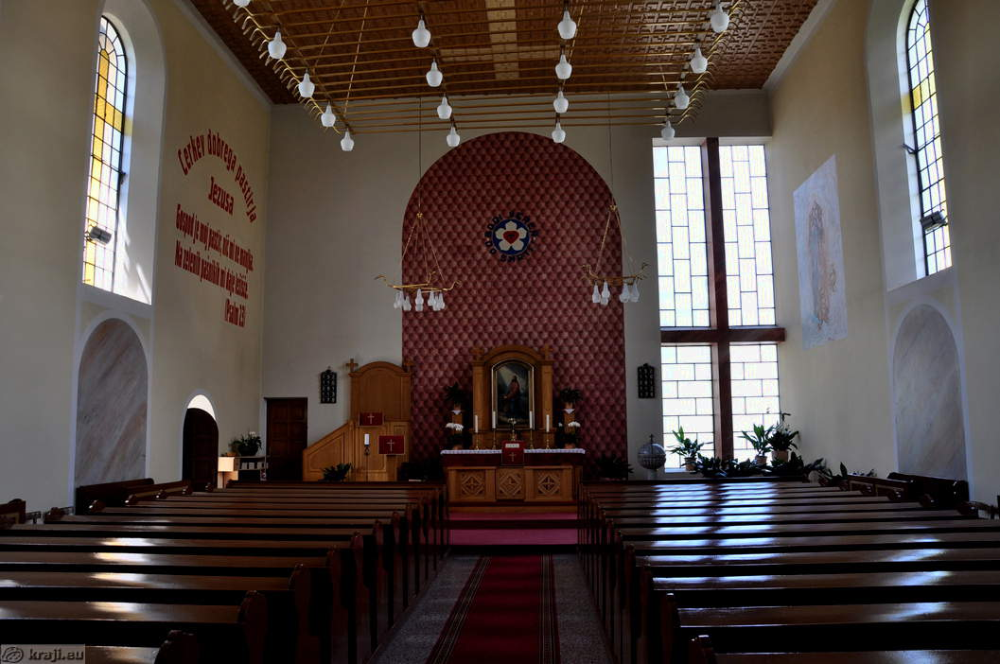 Cerkev dobrega pastirja
Jezusa
Gospod je moj pastir, nič mi ne manjka.
Na zelenih pašnikih mi daje ležišče.
(Psalm 23)
kraji.eu